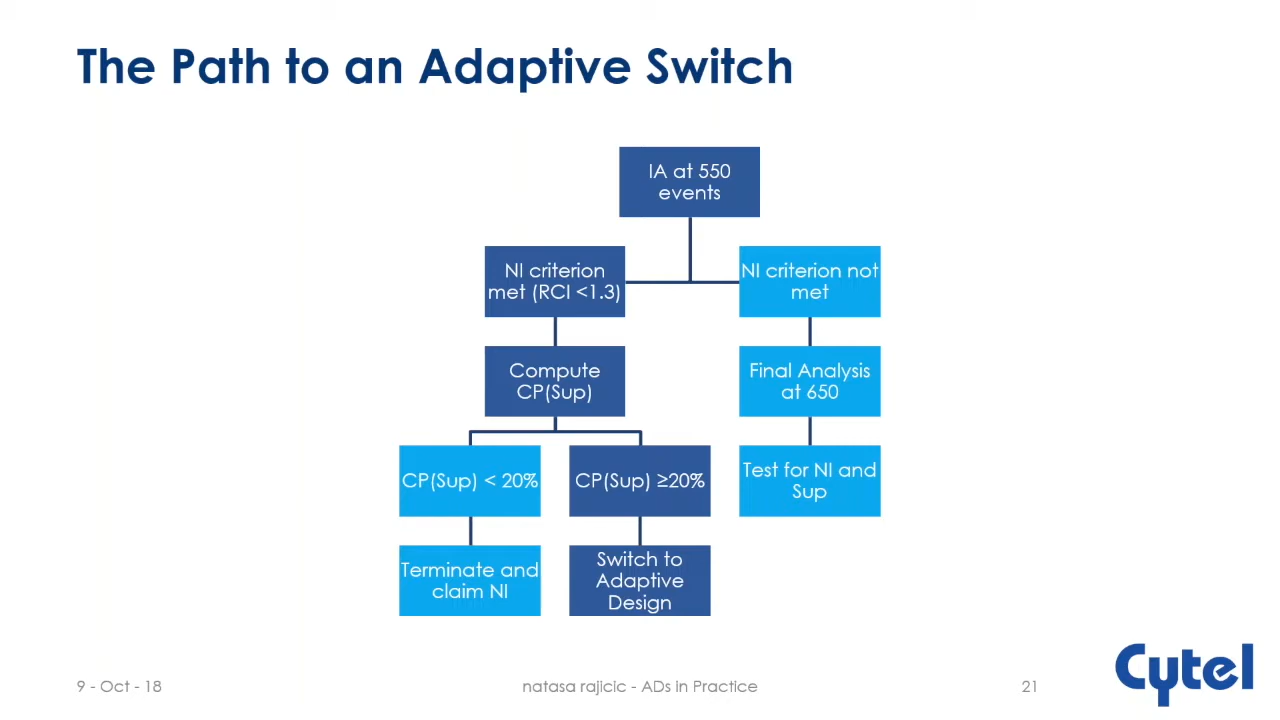 The Path to an Adaptive Switch
IA at 550
events
NI criterion
met (RCI <1.3)
NI criterion not
met
Compute
CP(Sup)
Final Analysis
at 650
CP(Sup) < 20%
CP(Sup) ≥20%
Test for NI and
Sup
Terminate and
claim NI
Switch to
Adaptive
Design
9 - Oct - 18
natasa rajicic - ADs in Practice
21
Cytel